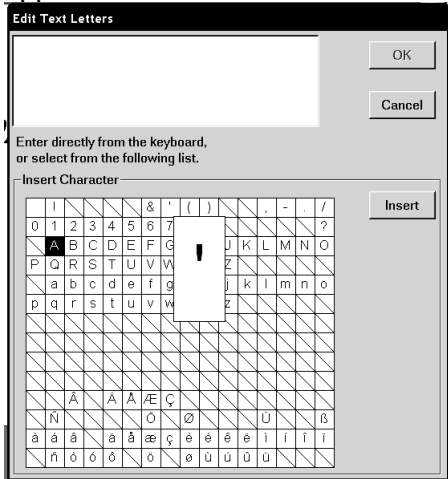 Edit Text Letters
OK
Cancel
Enter directly from the keyboard,
or select from the following list.
Insert Character
Insert
! & ' ( ) , - . /
0 1 2 3 4 5 6 7 ?
A B C D E F G J K L M N O
'
P Q R S T U V W Z
a b c d e f g j k l m n o
p q r s t u v w z
Â Ä Å Æ Ç
Ñ Ö Ø Ü ß
à á â ä å æ ç è é ê ë ì í î ï
ñ ò ó ô ö ø ù ú û ü